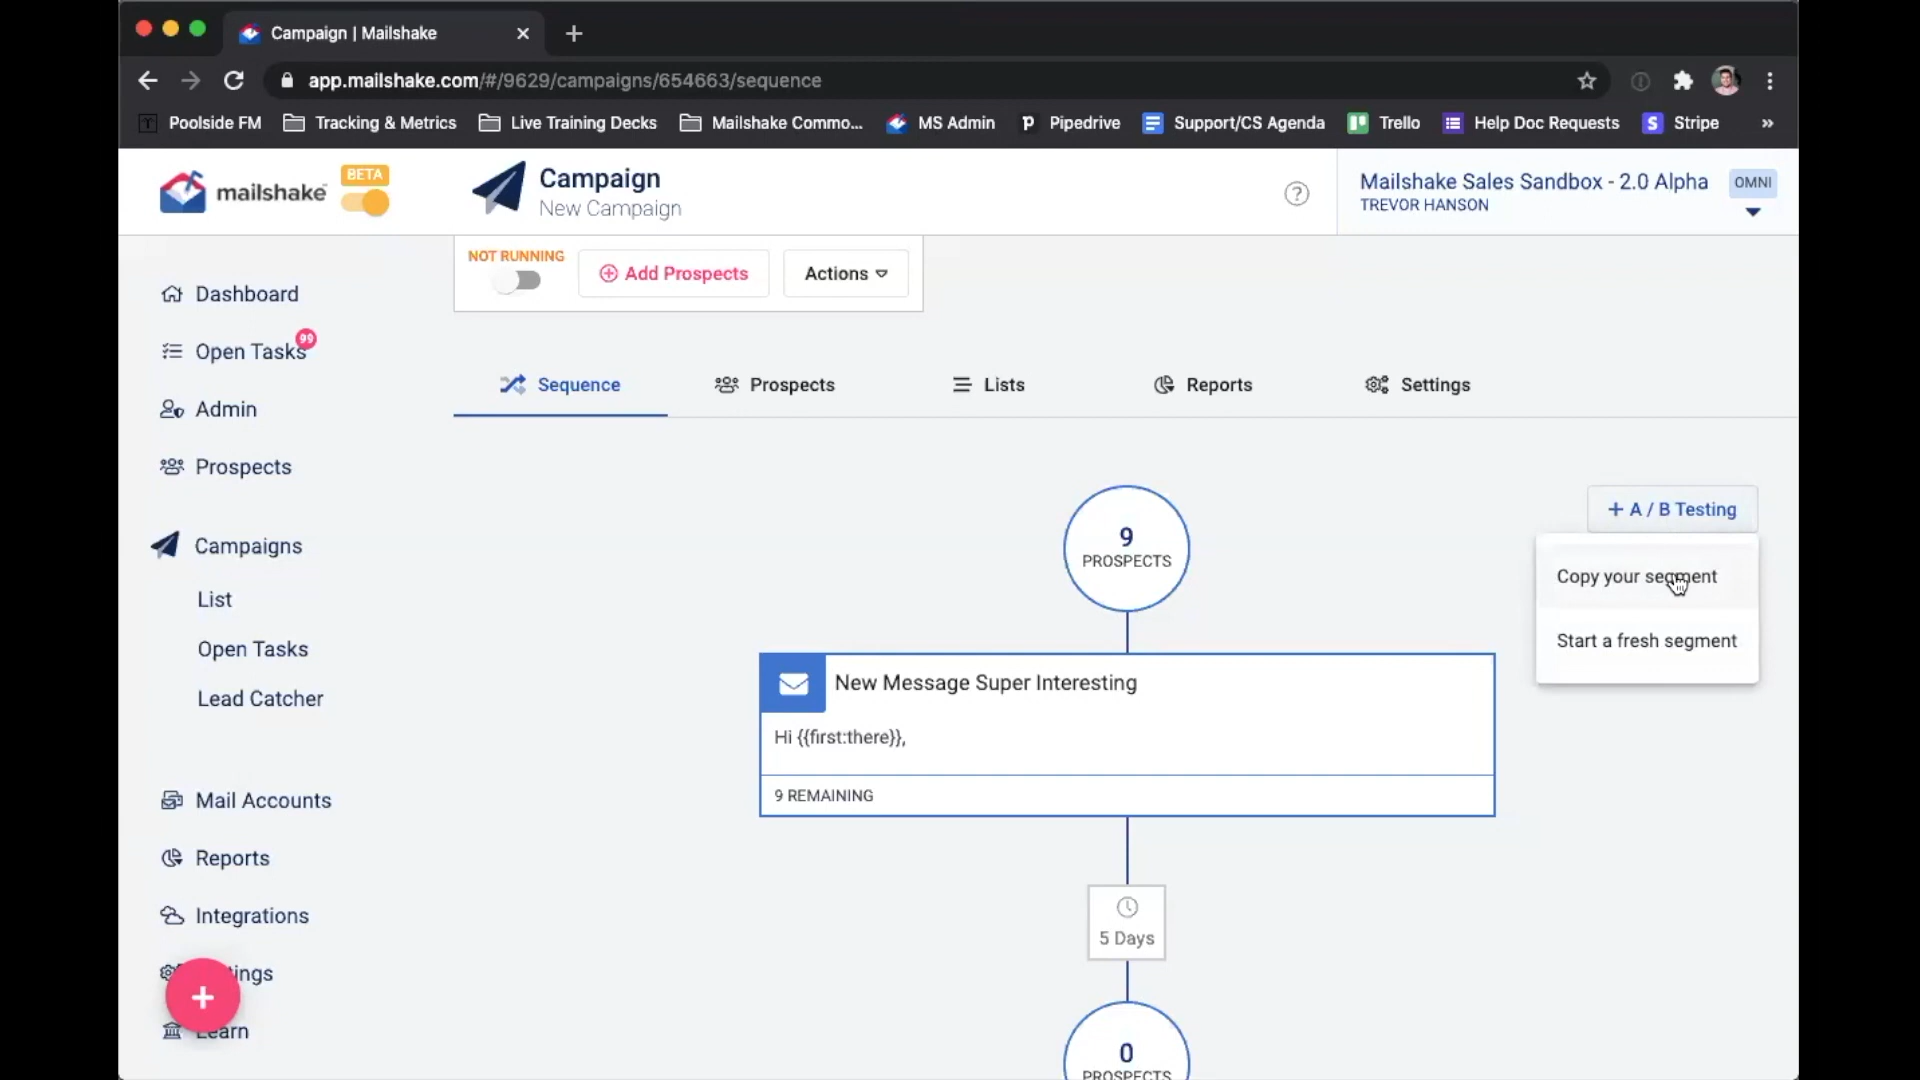 Campaign | Mailshake
app.mailshake.com/#/9629/campaigns/654663/sequence
Poolside FM
Tracking & Metrics
Live Training Decks
Mailshake Commo...
MS Admin
Pipedrive
Support/CS Agenda
Trello
Help Doc Requests
Stripe
»
mailshake
BETA
Campaign
New Campaign
?
Mailshake Sales Sandbox - 2.0 Alpha
TREVOR HANSON
OMNI
NOT RUNNING
Add Prospects
Actions
Dashboard
Open Tasks
99
Admin
Prospects
Campaigns
List
Open Tasks
Lead Catcher
Mail Accounts
Reports
Integrations
Learn
Sequence
Prospects
Lists
Reports
Settings
+ A / B Testing
Copy your segment
Start a fresh segment
9
PROSPECTS
New Message Super Interesting
Hi {{first:there}},
9 REMAINING
5 Days
0
PROSPECTS